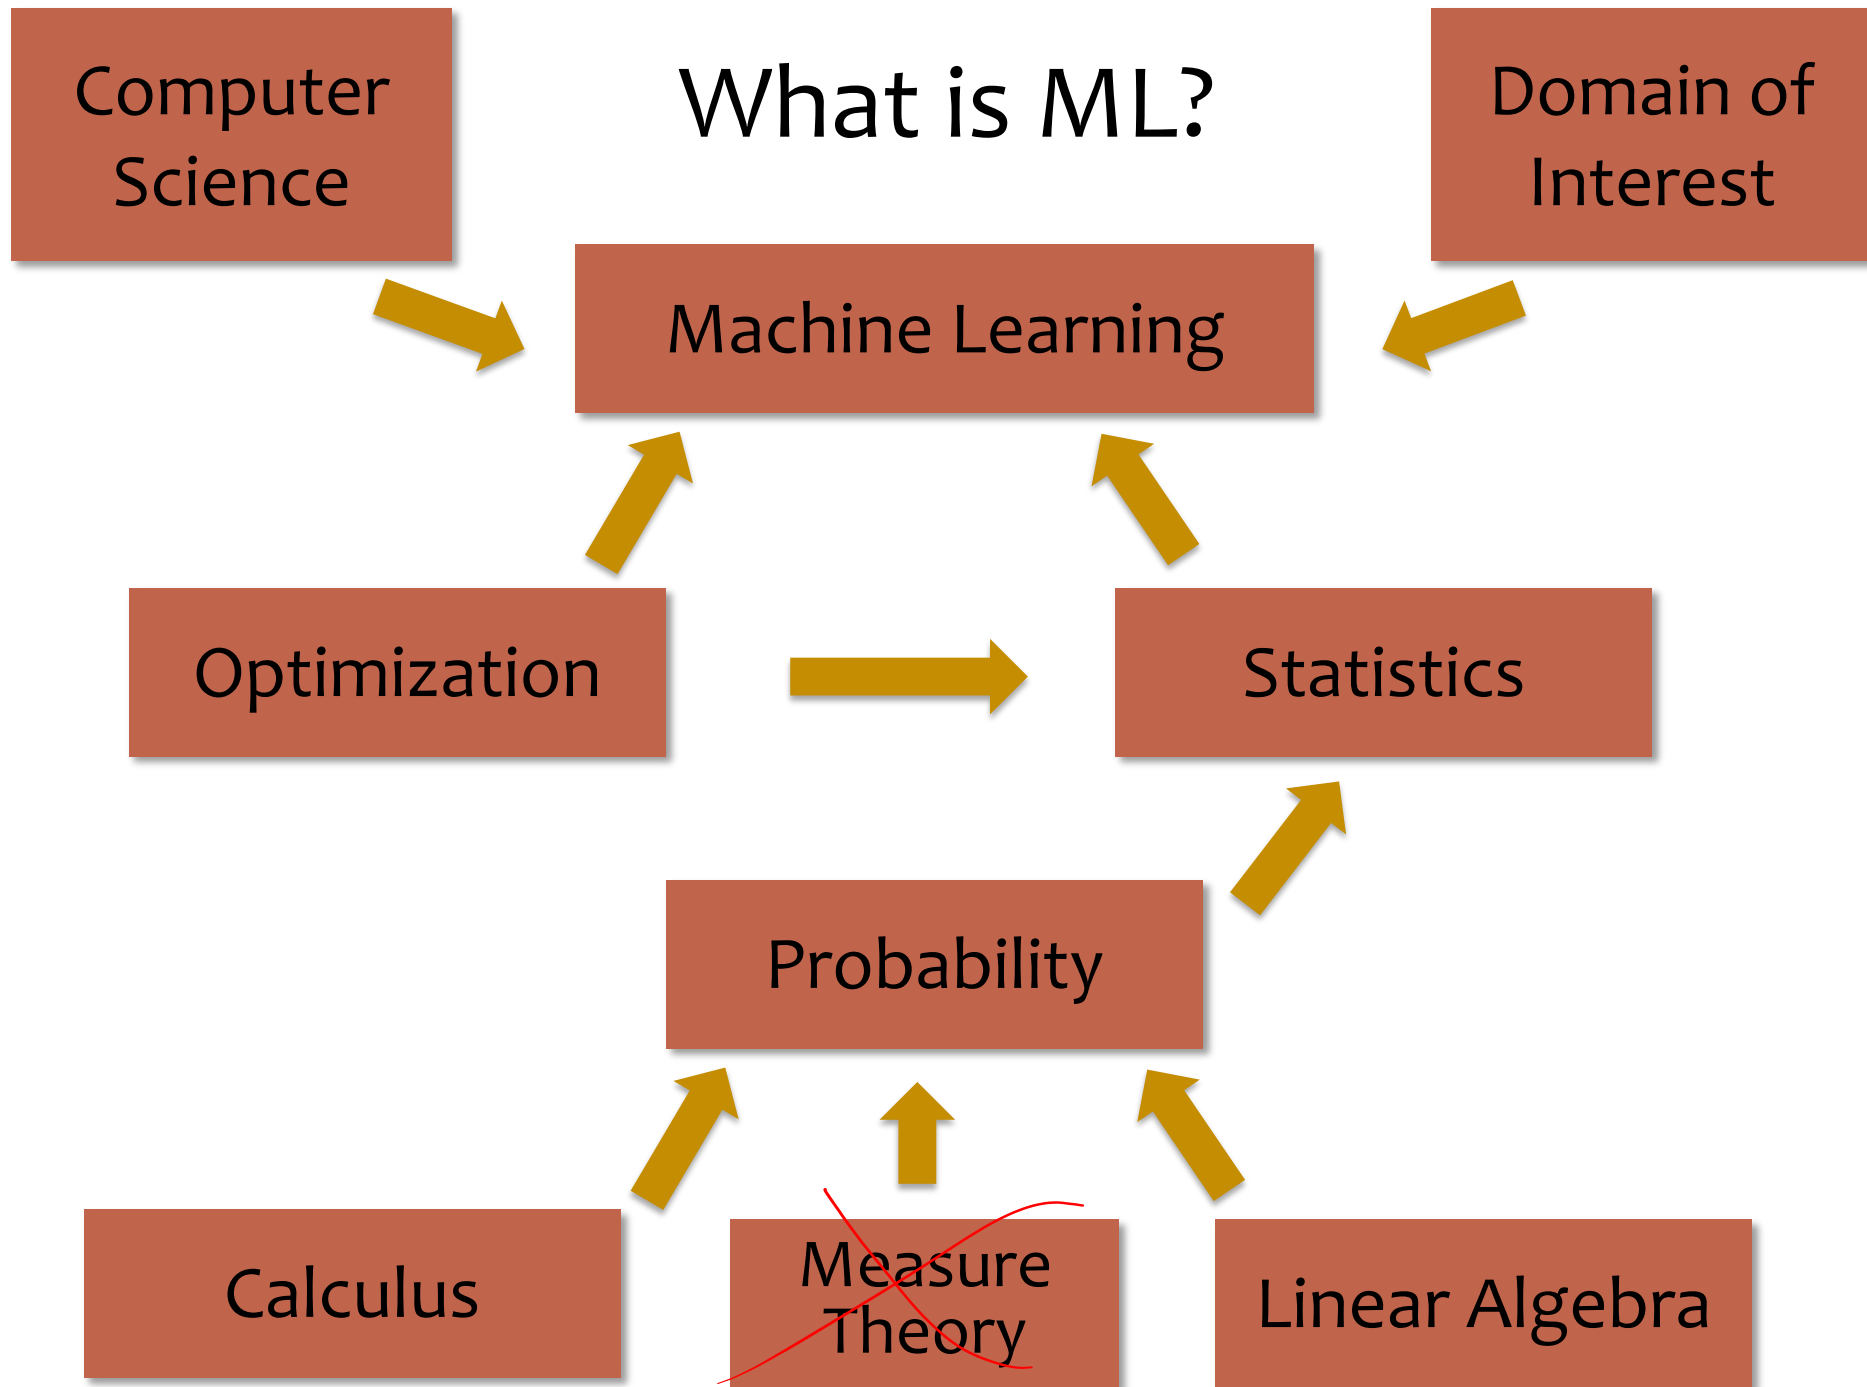 What is ML?
Computer
Science
Domain of
Interest
Machine Learning
Optimization
Statistics
Probability
Calculus
Measure
Theory
Linear Algebra